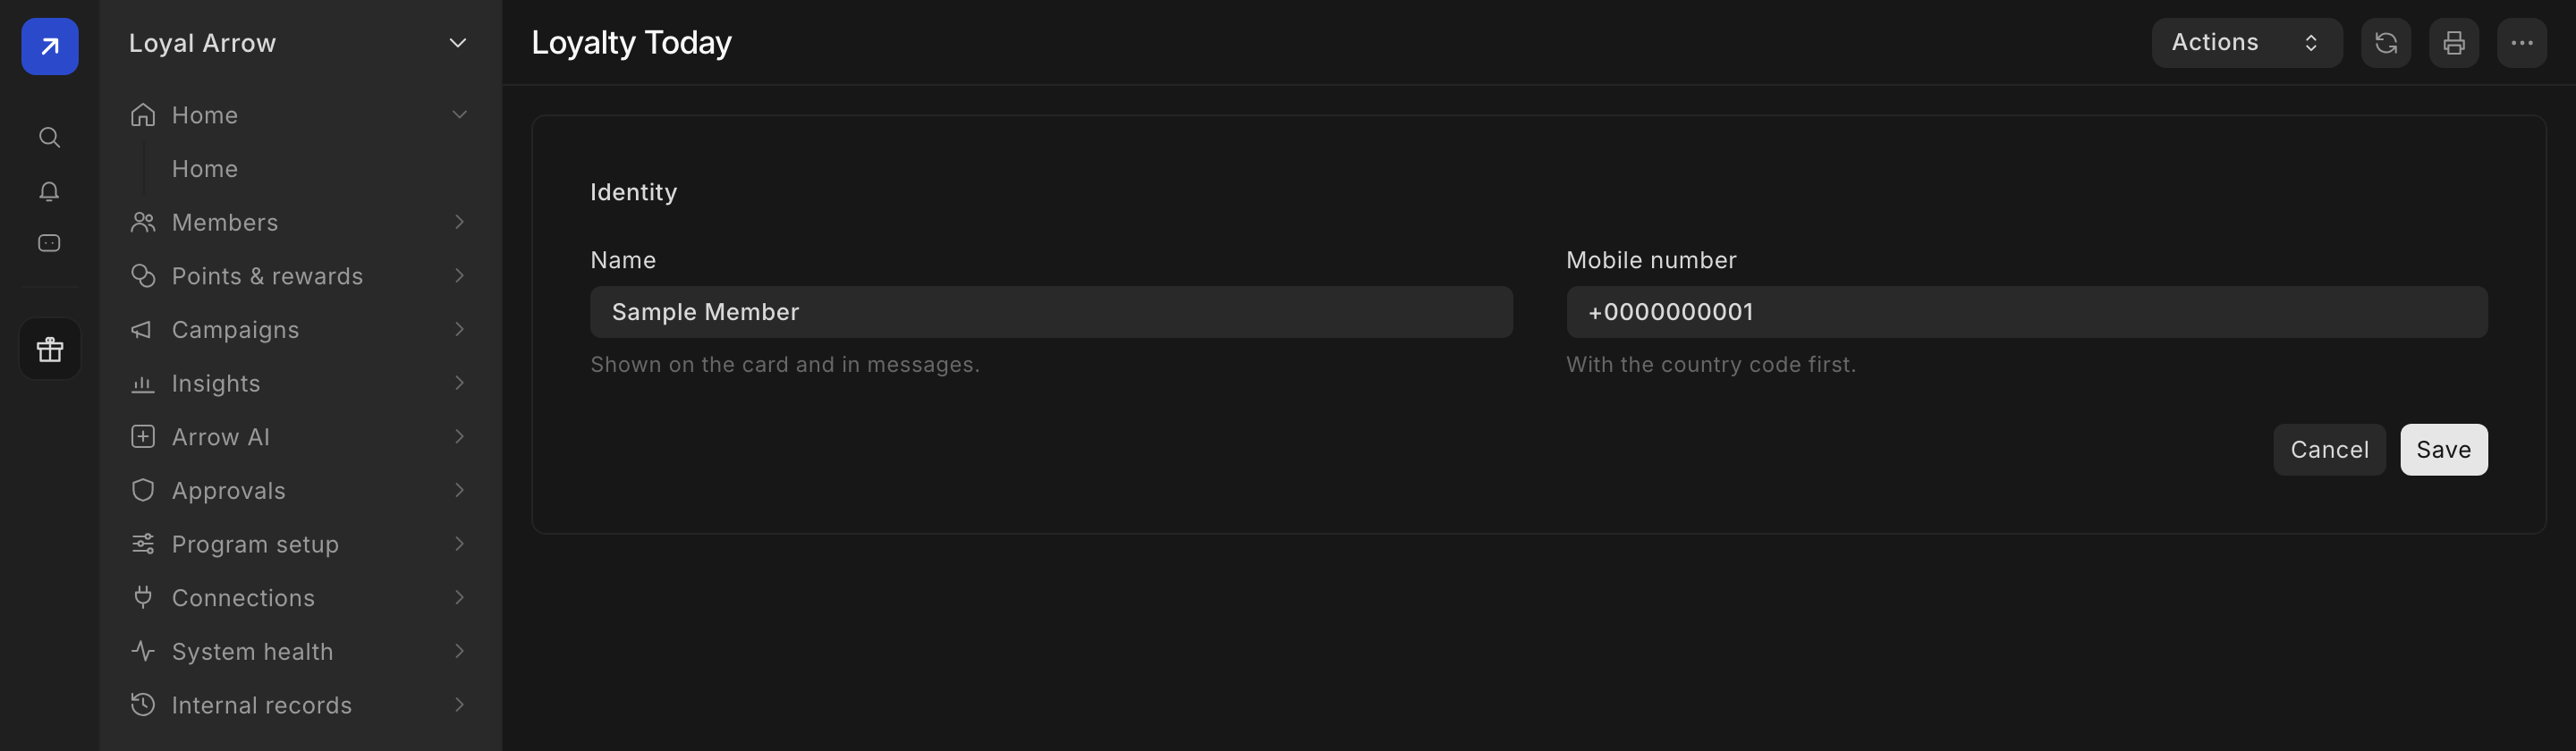 Loyal Arrow
Home
Home
Members
Points & rewards
Campaigns
Insights
Arrow AI
Approvals
Program setup
Connections
System health
Internal records
Loyalty Today
Actions
Identity
Name
Sample Member
Shown on the card and in messages.
Mobile number
+0000000001
With the country code first.
Cancel
Save